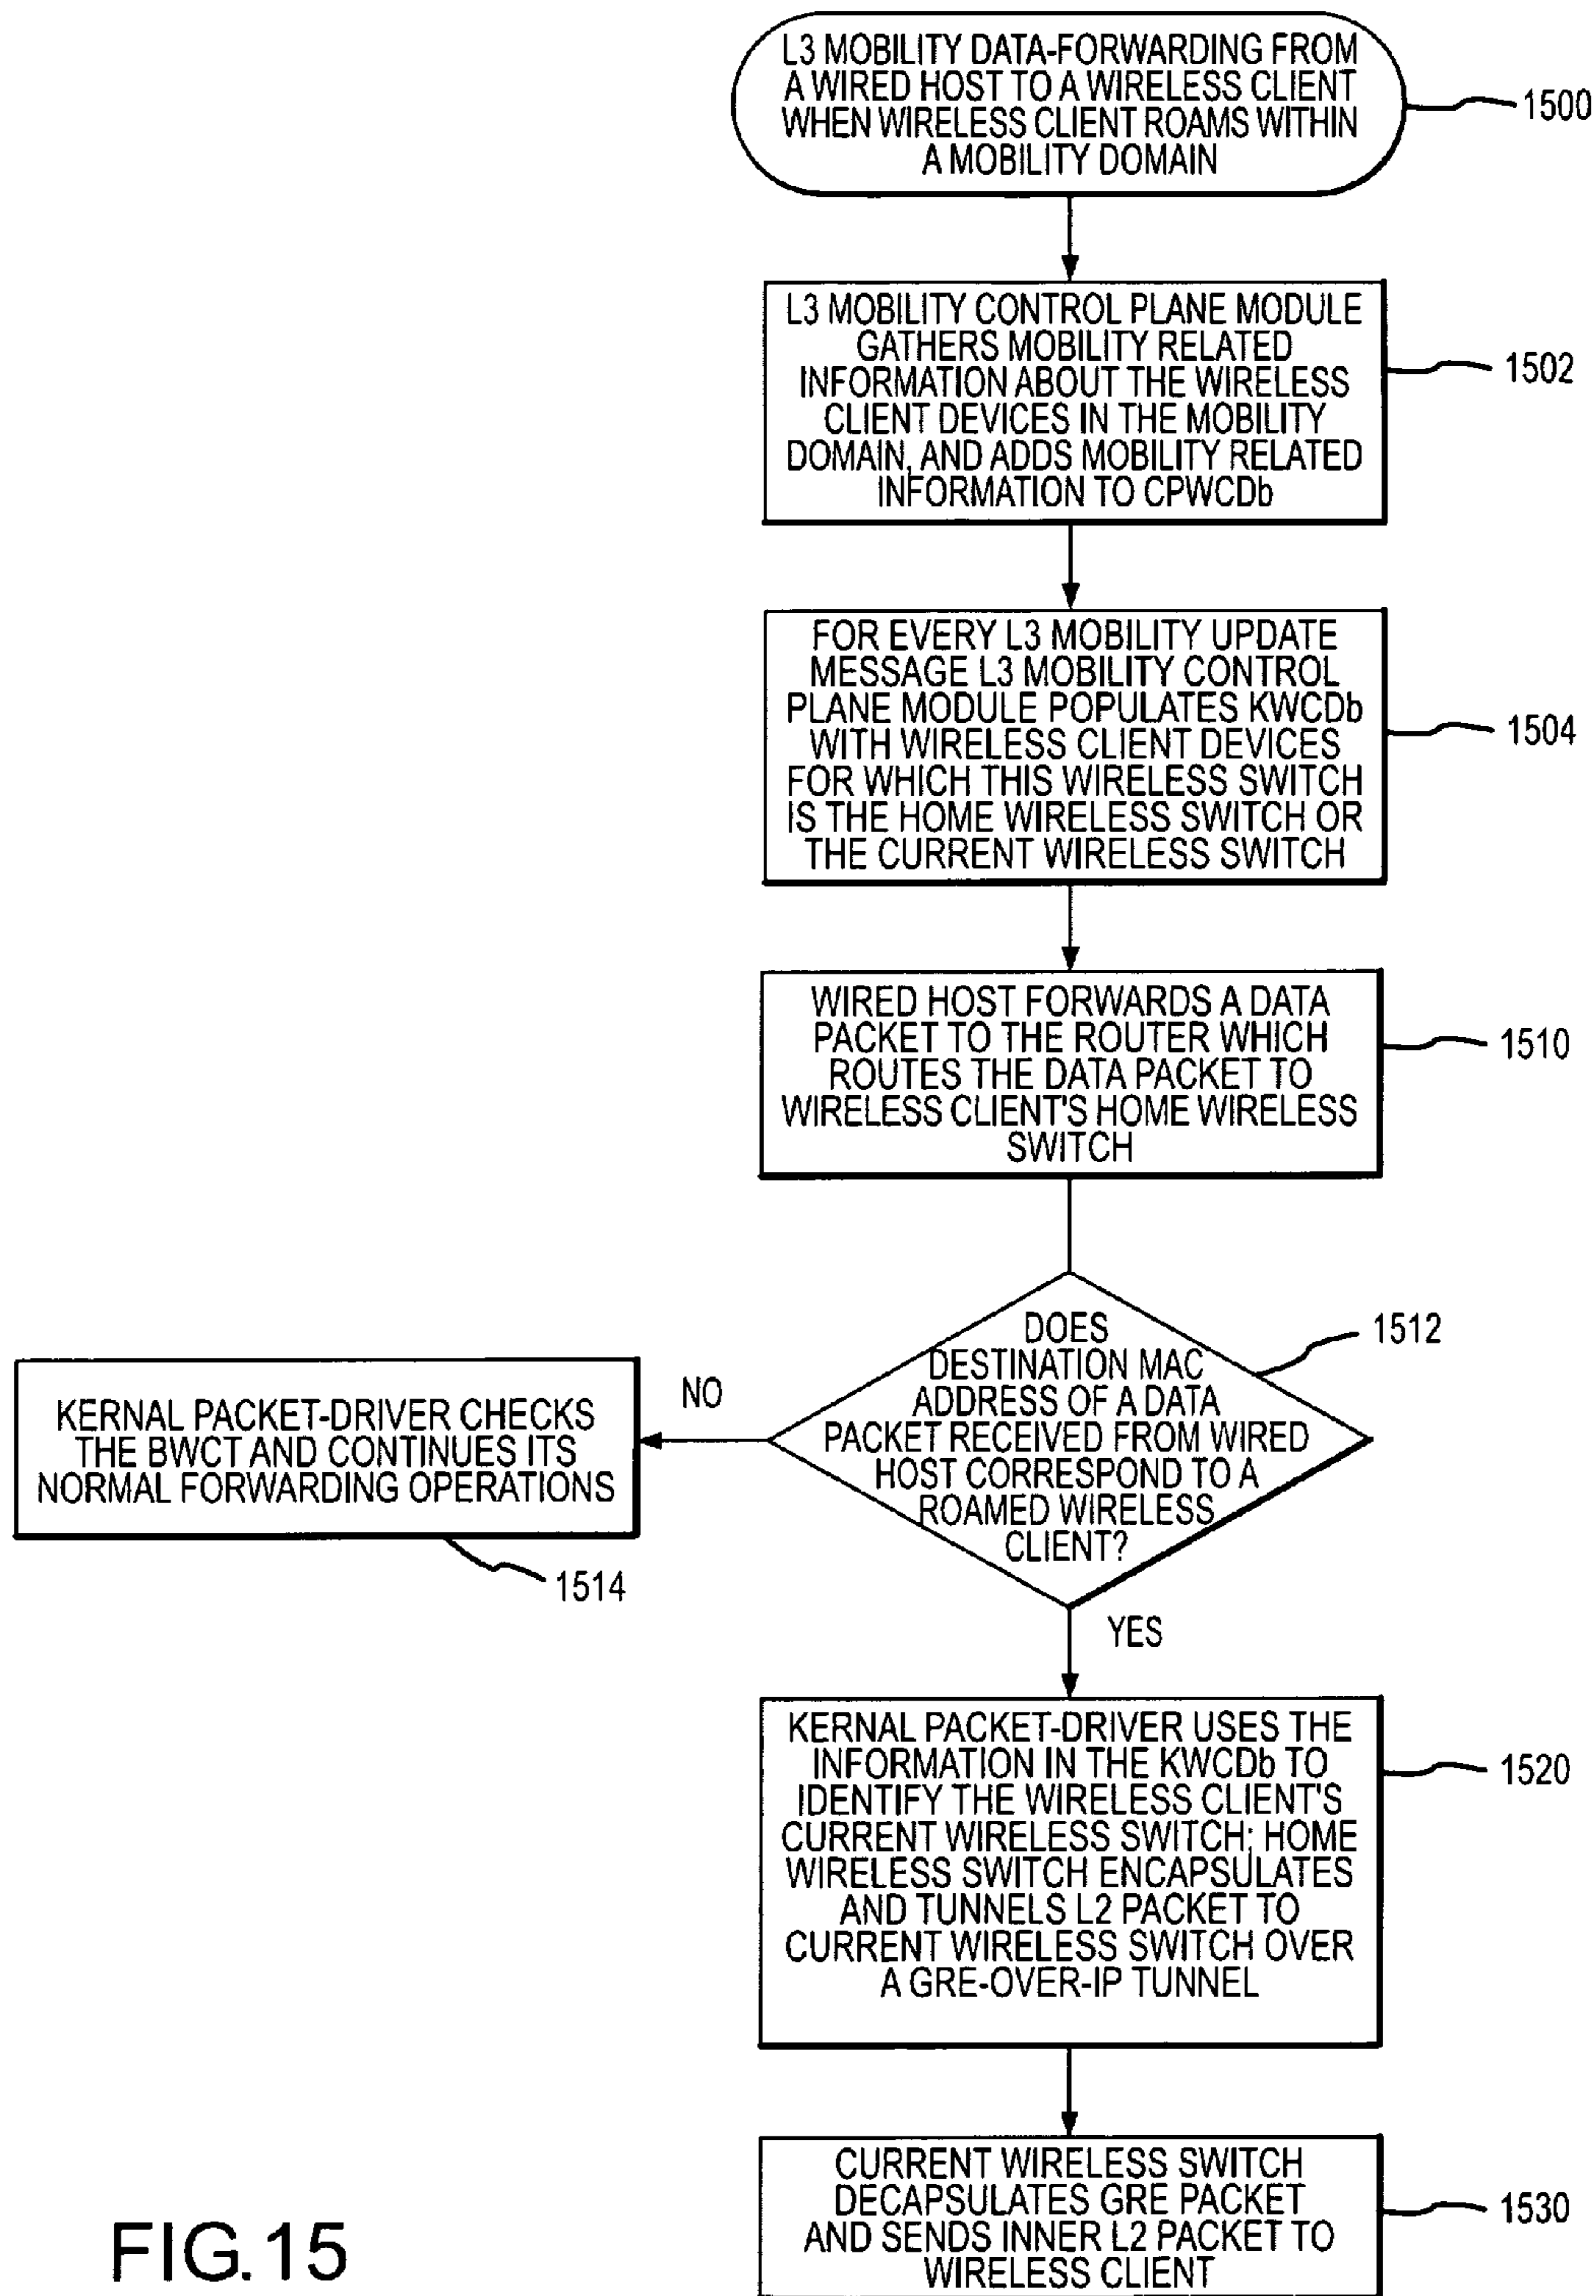 L3 MOBILITY DATA-FORWARDING FROM
A WIRED HOST TO A WIRELESS CLIENT
WHEN WIRELESS CLIENT ROAMS WITHIN
A MOBILITY DOMAIN
1500
L3 MOBILITY CONTROL PLANE MODULE
GATHERS MOBILITY RELATED
INFORMATION ABOUT THE WIRELESS
CLIENT DEVICES IN THE MOBILITY
DOMAIN, AND ADDS MOBILITY RELATED
INFORMATION TO CPWCDb
1502
FOR EVERY L3 MOBILITY UPDATE
MESSAGE L3 MOBILITY CONTROL
PLANE MODULE POPULATES KWCDb
WITH WIRELESS CLIENT DEVICES
FOR WHICH THIS WIRELESS SWITCH
IS THE HOME WIRELESS SWITCH OR
THE CURRENT WIRELESS SWITCH
1504
WIRED HOST FORWARDS A DATA
PACKET TO THE ROUTER WHICH
ROUTES THE DATA PACKET TO
WIRELESS CLIENT'S HOME WIRELESS
SWITCH
1510
DOES
DESTINATION MAC
ADDRESS OF A DATA
PACKET RECEIVED FROM WIRED
HOST CORRESPOND TO A
ROAMED WIRELESS
CLIENT?
1512
NO
KERNAL PACKET-DRIVER CHECKS
THE BWCT AND CONTINUES ITS
NORMAL FORWARDING OPERATIONS
1514
YES
KERNAL PACKET-DRIVER USES THE
INFORMATION IN THE KWCDb TO
IDENTIFY THE WIRELESS CLIENT'S
CURRENT WIRELESS SWITCH; HOME
WIRELESS SWITCH ENCAPSULATES
AND TUNNELS L2 PACKET TO
CURRENT WIRELESS SWITCH OVER
A GRE-OVER-IP TUNNEL
1520
CURRENT WIRELESS SWITCH
DECAPSULATES GRE PACKET
AND SENDS INNER L2 PACKET TO
WIRELESS CLIENT
1530
FIG.15